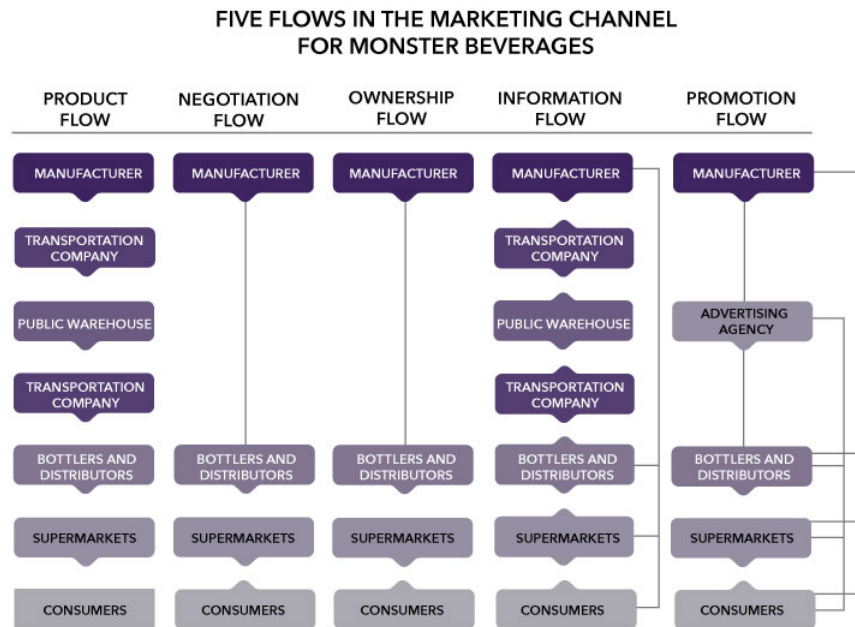 FIVE FLOWS IN THE MARKETING CHANNEL
FOR MONSTER BEVERAGES
PRODUCT
FLOW
NEGOTIATION
FLOW
OWNERSHIP
FLOW
INFORMATION
FLOW
PROMOTION
FLOW
MANUFACTURER
TRANSPORTATION
COMPANY
PUBLIC WAREHOUSE
TRANSPORTATION
COMPANY
BOTTLERS AND
DISTRIBUTORS
SUPERMARKETS
CONSUMERS
MANUFACTURER
BOTTLERS AND
DISTRIBUTORS
SUPERMARKETS
CONSUMERS
MANUFACTURER
BOTTLERS AND
DISTRIBUTORS
SUPERMARKETS
CONSUMERS
MANUFACTURER
TRANSPORTATION
COMPANY
PUBLIC WAREHOUSE
TRANSPORTATION
COMPANY
BOTTLERS AND
DISTRIBUTORS
SUPERMARKETS
CONSUMERS
MANUFACTURER
ADVERTISING
AGENCY
BOTTLERS AND
DISTRIBUTORS
SUPERMARKETS
CONSUMERS